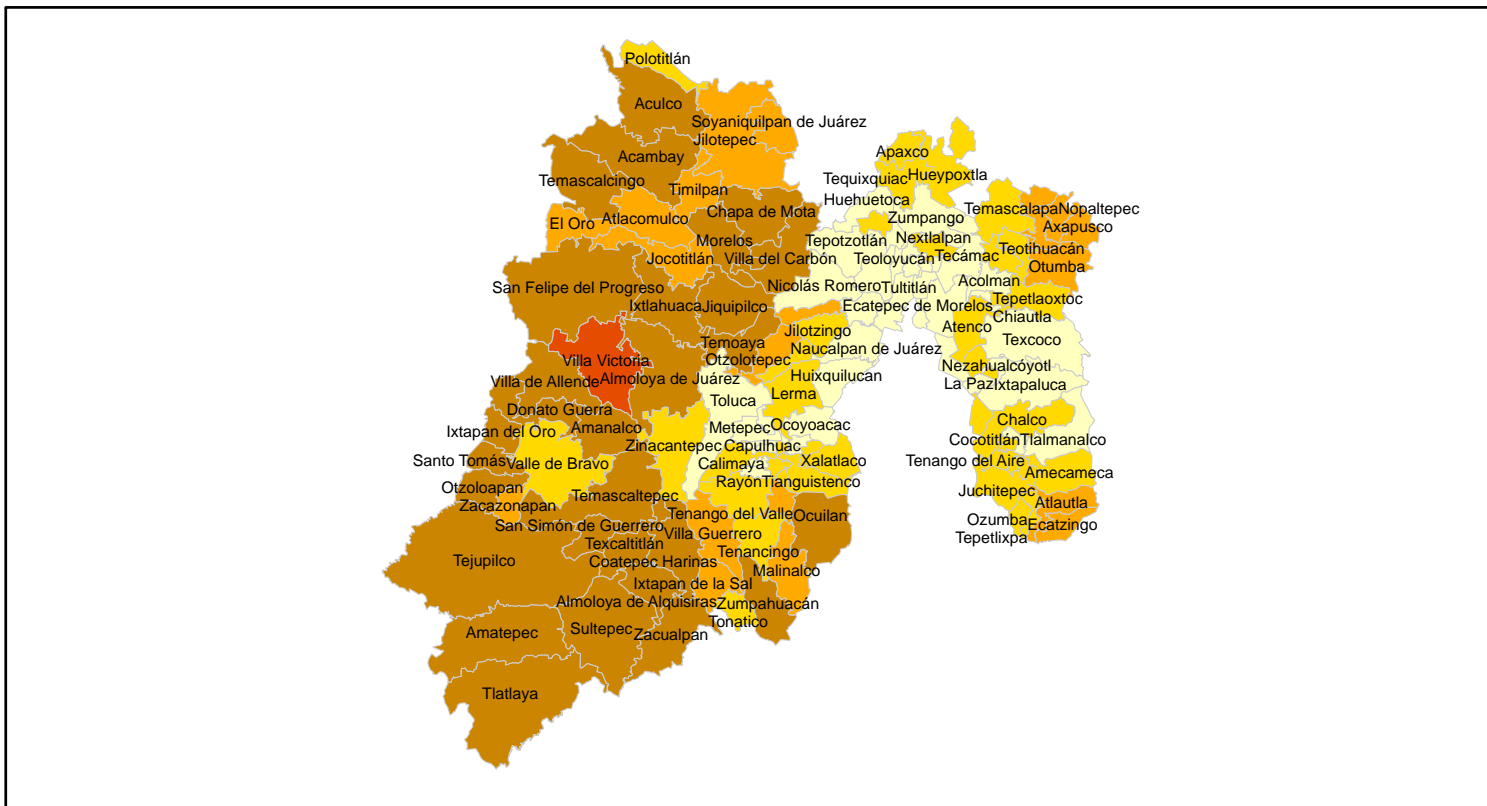 Polotitlán
Aculco
Soyaniquilpan de Juárez
Jilotepec
Acambay
Apaxco
Hueypoxtla
Temascalcingo
Timilpan
Tequixquiac
Huehuetoca
Temascalapa
Nopaltepec
Chapa de Mota
Atlacomulco
El Oro
Zumpango
Axapusco
Morelos
Tepotzotlán
Nextlalpan
Teotihuacán
Jocotitlán
Villa del Carbón
Teoloyucán
Tecámac
Otumba
San Felipe del Progreso
Nicolás Romero
Tultitlán
Acolman
Ixtlahuaca
Jiquipilco
Ecatepec de Morelos
Tepetlaoxtoc
Chiautla
Jilotzingo
Atenco
Texcoco
Temoaya
Naucalpan de Juárez
Villa Victoria
Otzolotepec
Nezahualcóyotl
Villa de Allende
Almoloya de Juárez
Huixquilucan
La Paz
Ixtapaluca
Lerma
Toluca
Donato Guerra
Chalco
Ixtapan del Oro
Amanalco
Metepec
Ocoyoacac
Zinacantepec
Capulhuac
Cocotitlán
Tlalmanalco
Santo Tomás
Valle de Bravo
Calimaya
Xalatlaco
Tenango del Aire
Amecameca
Otzoloapan
Rayón
Tianguistenco
Juchitepec
Temascaltepec
Zacazonapan
Atlautla
Tenango del Valle
Ocuilan
San Simón de Guerrero
Villa Guerrero
Ozumba
Ecatzingo
Tepetlixpa
Texcaltitlán
Tenancingo
Tejupilco
Coatepec Harinas
Malinalco
Ixtapan de la Sal
Almoloya de Alquisiras
Zumpahuacán
Tonatico
Amatepec
Sultepec
Zacualpan
Tlatlaya